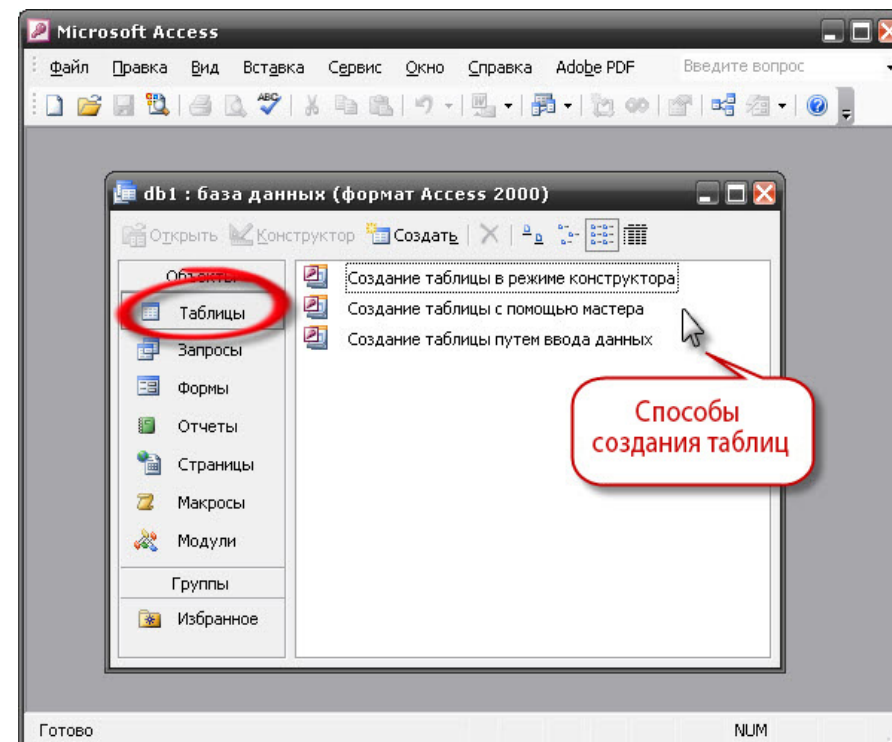 Microsoft Access
Файл Правка Вид Вставка Сервис Окно Справка Adobe PDF Введите вопрос
db1 : база данных (формат Access 2000)
Открыть Конструктор Создать
Объекты
Таблицы
Запросы
Формы
Отчеты
Страницы
Макросы
Модули
Группы
Избранное
Создание таблицы в режиме конструктора
Создание таблицы с помощью мастера
Создание таблицы путем ввода данных
Способы
создания таблиц
Готово NUM